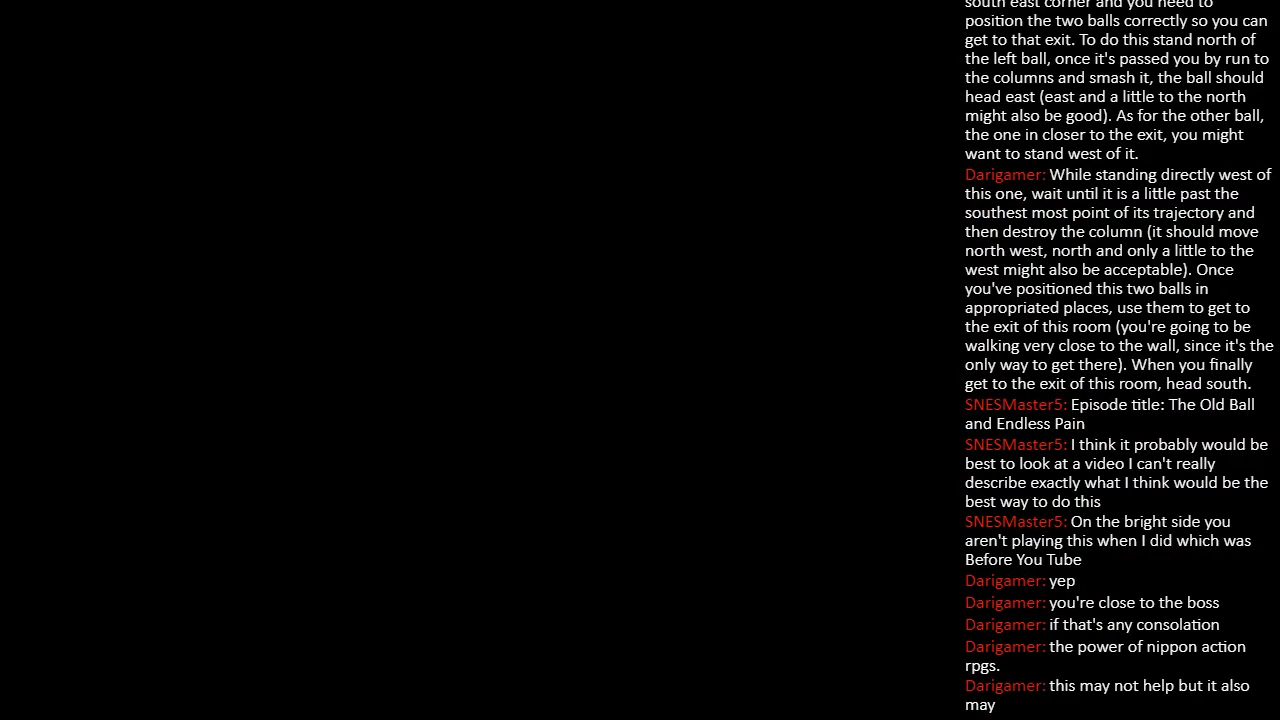 south east corner and you need to
position the two balls correctly so you can
get to that exit. To do this stand north of
the left ball, once it's passed you by run to
the columns and smash it, the ball should
head east (east and a little to the north
might also be good). As for the other ball,
the one in closer to the exit, you might
want to stand west of it.
Darigamer: While standing directly west of
this one, wait until it is a little past the
southest most point of its trajectory and
then destroy the column (it should move
north west, north and only a little to the
west might also be acceptable). Once
you've positioned this two balls in
appropriated places, use them to get to
the exit of this room (you're going to be
walking very close to the wall, since it's the
only way to get there). When you finally
get to the exit of this room, head south.
SNESMaster5: Episode title: The Old Ball
and Endless Pain
SNESMaster5: I think it probably would be
best to look at a video I can't really
describe exactly what I think would be the
best way to do this
SNESMaster5: On the bright side you
aren't playing this when I did which was
Before You Tube
Darigamer: yep
Darigamer: you're close to the boss
Darigamer: if that's any consolation
Darigamer: the power of nippon action
rpgs.
Darigamer: this may not help but it also
may